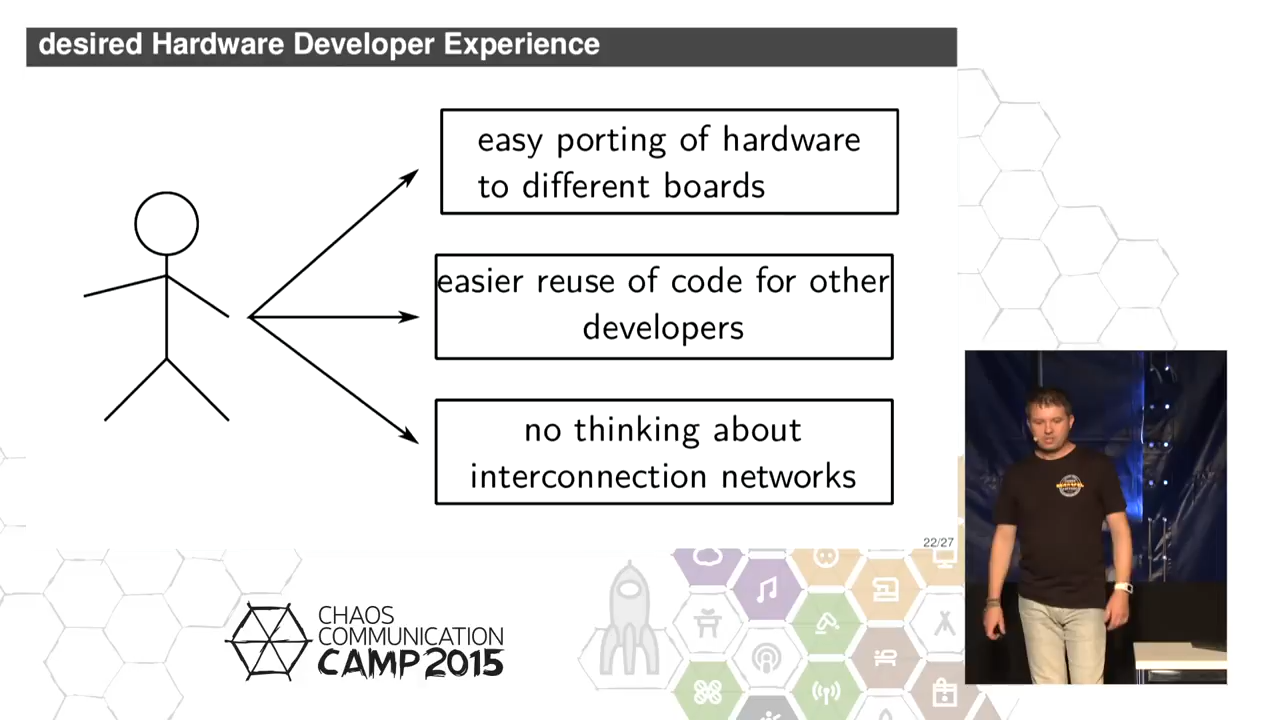 desired Hardware Developer Experience
easy porting of hardware
to different boards
easier reuse of code for other
developers
no thinking about
interconnection networks
22/27
CHAOS
COMMUNICATION
CAMP 2015